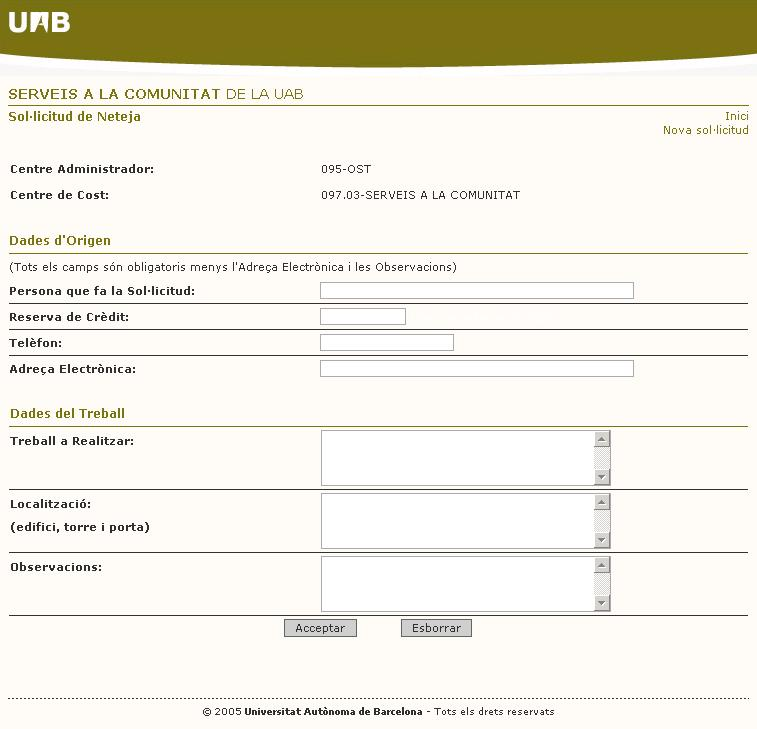 UAB
SERVEIS A LA COMUNITAT DE LA UAB
Sol·licitud de Neteja
Inici
Nova sol·licitud
Centre Administrador: 095-OST
Centre de Cost: 097.03-SERVEIS A LA COMUNITAT
Dades d'Origen
(Tots els camps són obligatoris menys l'Adreça Electrònica i les Observacions)
Persona que fa la Sol·licitud:
Reserva de Crèdit:
Telèfon:
Adreça Electrònica:
Dades del Treball
Treball a Realitzar:
Localització:
(edifici, torre i porta)
Observacions:
Acceptar Esborrar
© 2005 Universitat Autònoma de Barcelona - Tots els drets reservats